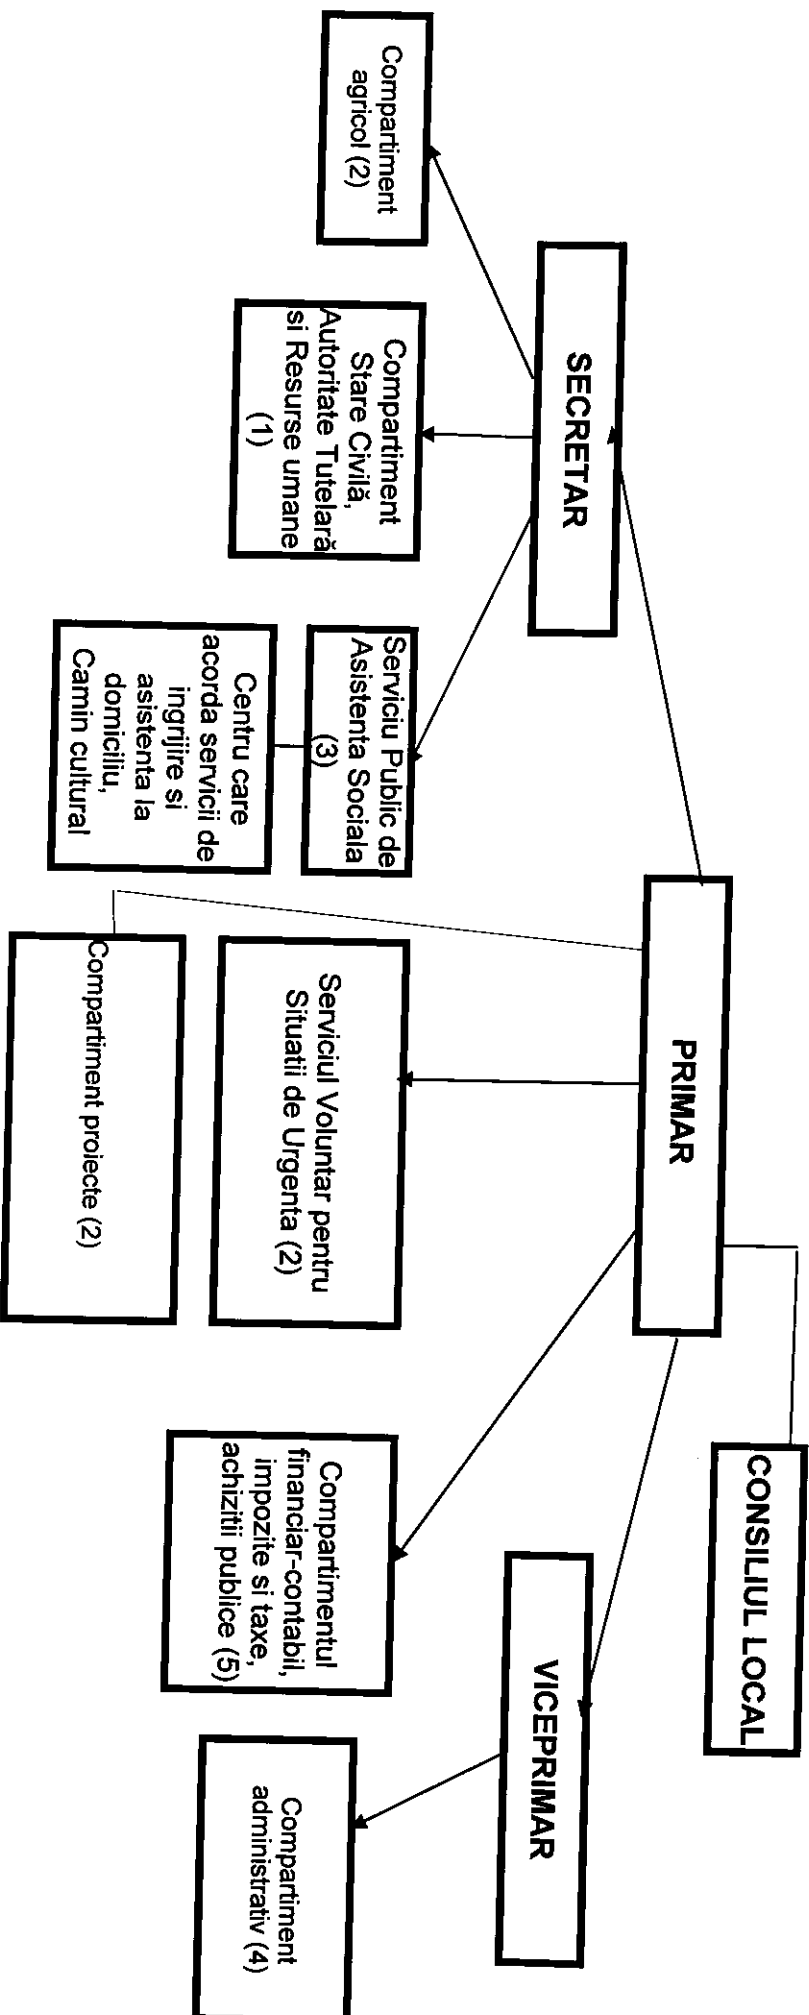 CONSILIUL LOCAL
PRIMAR
SECRETAR
VICEPRIMAR
Compartiment
agricol (2)
Compartiment
Stare Civilă,
Autoritate Tutelară
si Resurse umane
(1)
Serviciu Public de
Asistenta Sociala
(3)
Centru care
acorda servicii de
ingrijire si
asistenta la
domiciliu,
Camin cultural
Serviciul Voluntar pentru
Situatii de Urgenta (2)
Compartiment proiecte (2)
Compartimentul
financiar-contabil,
impozite si taxe,
achizitii publice (5)
Compartiment
administrativ (4)